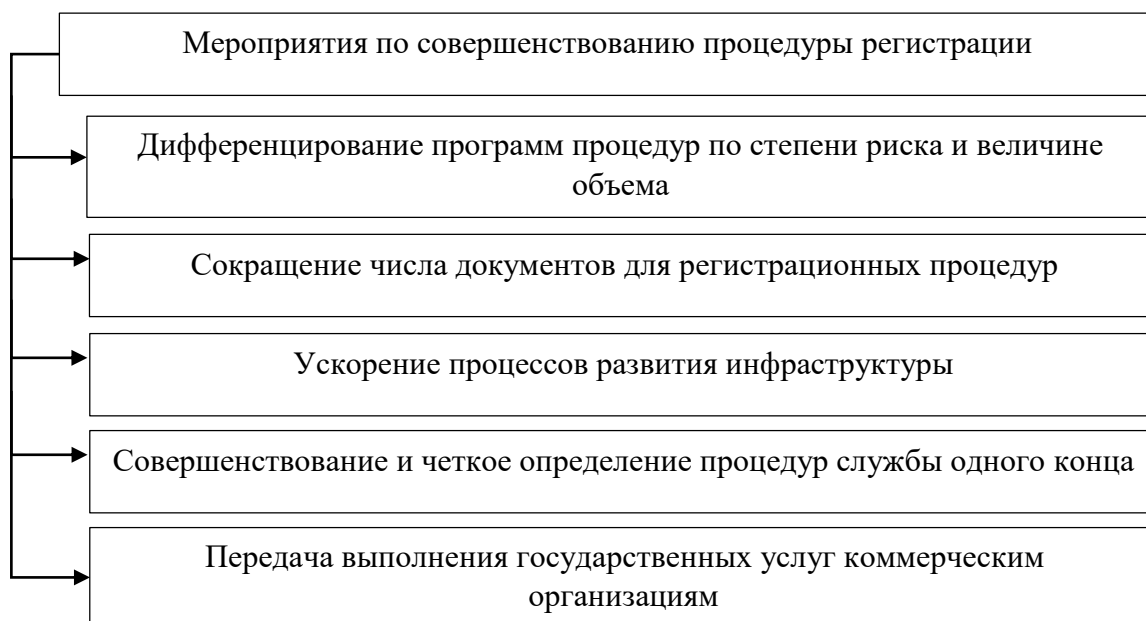 Мероприятия по совершенствованию процедуры регистрации
Дифференцирование программ процедур по степени риска и величине
объема
Сокращение числа документов для регистрационных процедур
Ускорение процессов развития инфраструктуры
Совершенствование и четкое определение процедур службы одного конца
Передача выполнения государственных услуг коммерческим
организациям